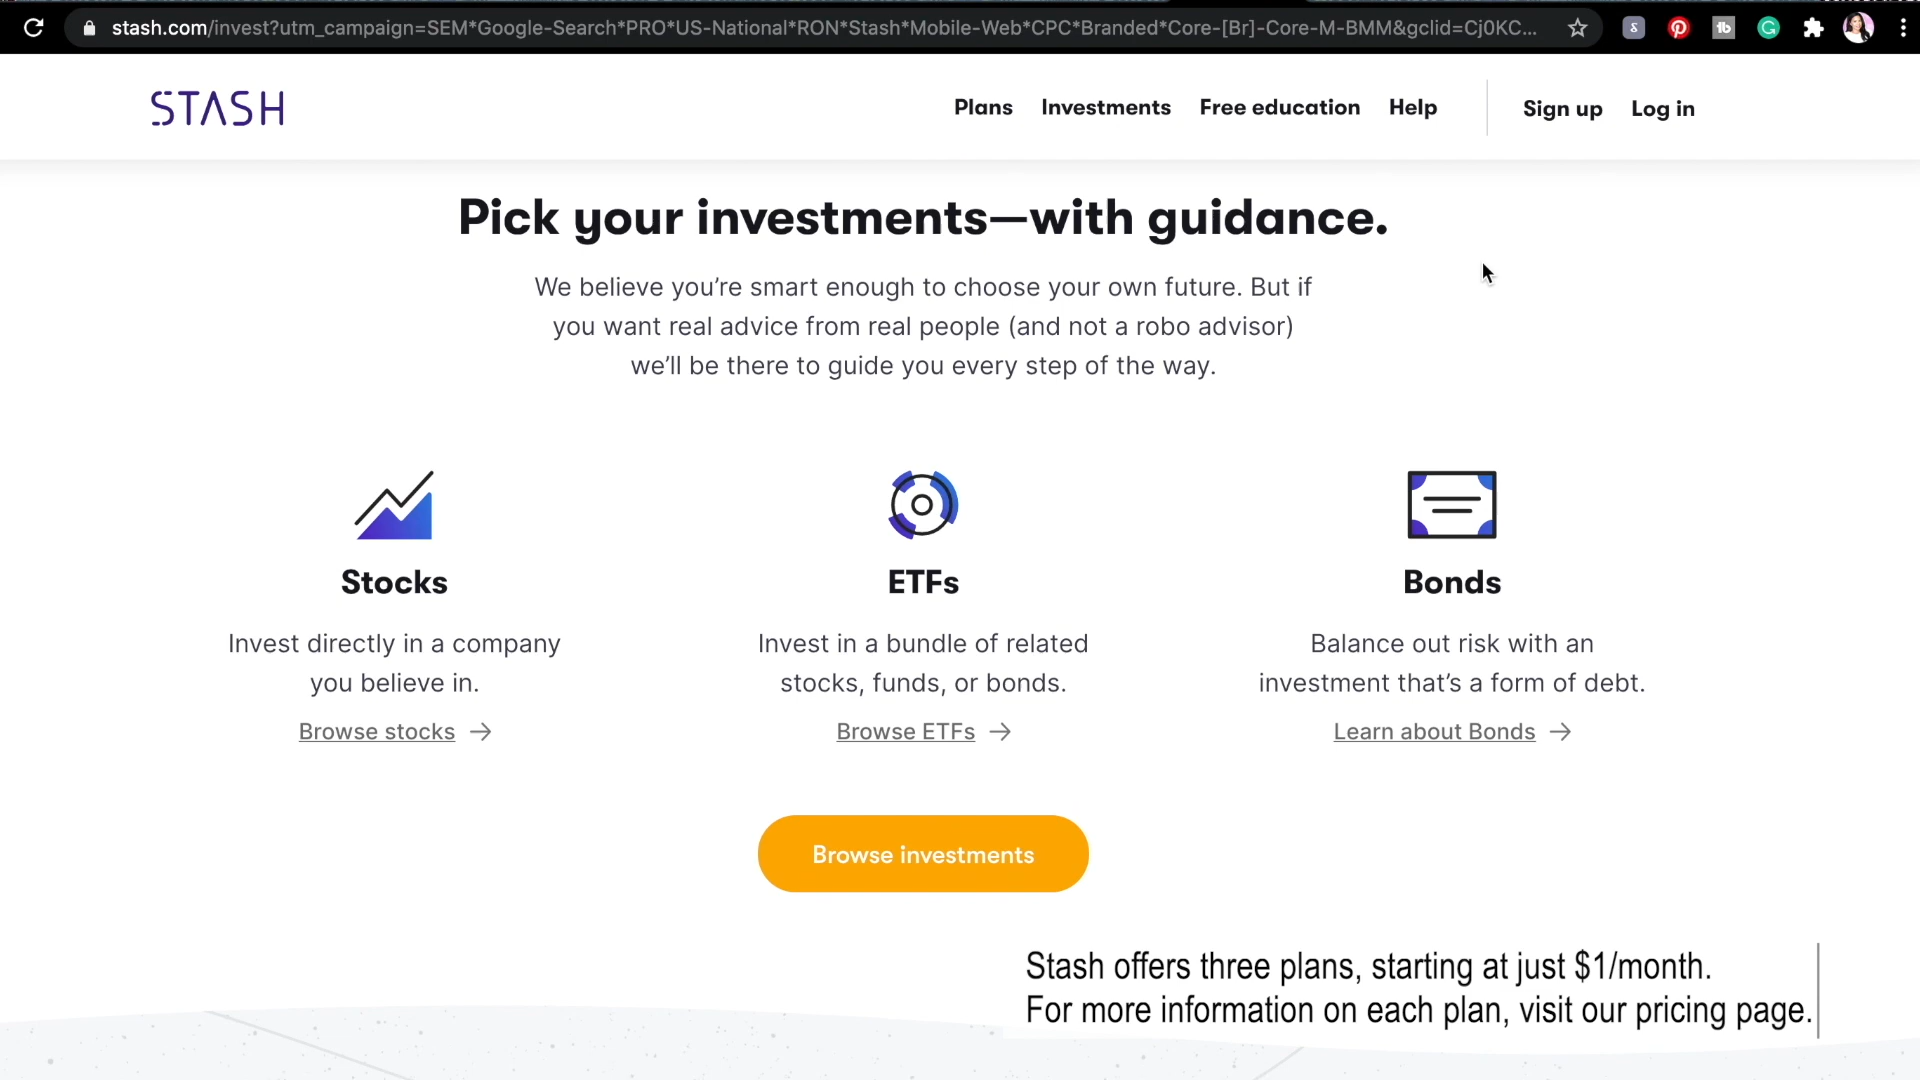 stash.com/invest?utm_campaign=SEM*Google-Search*PRO*US-National*RON*Stash*Mobile-Web*CPC*Branded*Core-[Br]-Core-M-BMM&gclid=Cj0KC...
STASH
Plans Investments Free education Help Sign up Log in
Pick your investments—with guidance.
We believe you’re smart enough to choose your own future. But if
you want real advice from real people (and not a robo advisor)
we’ll be there to guide you every step of the way.
Stocks
Invest directly in a company
you believe in.
Browse stocks →
ETFs
Invest in a bundle of related
stocks, funds, or bonds.
Browse ETFs →
Bonds
Balance out risk with an
investment that’s a form of debt.
Learn about Bonds →
Browse investments
Stash offers three plans, starting at just $1/month.
For more information on each plan, visit our pricing page.